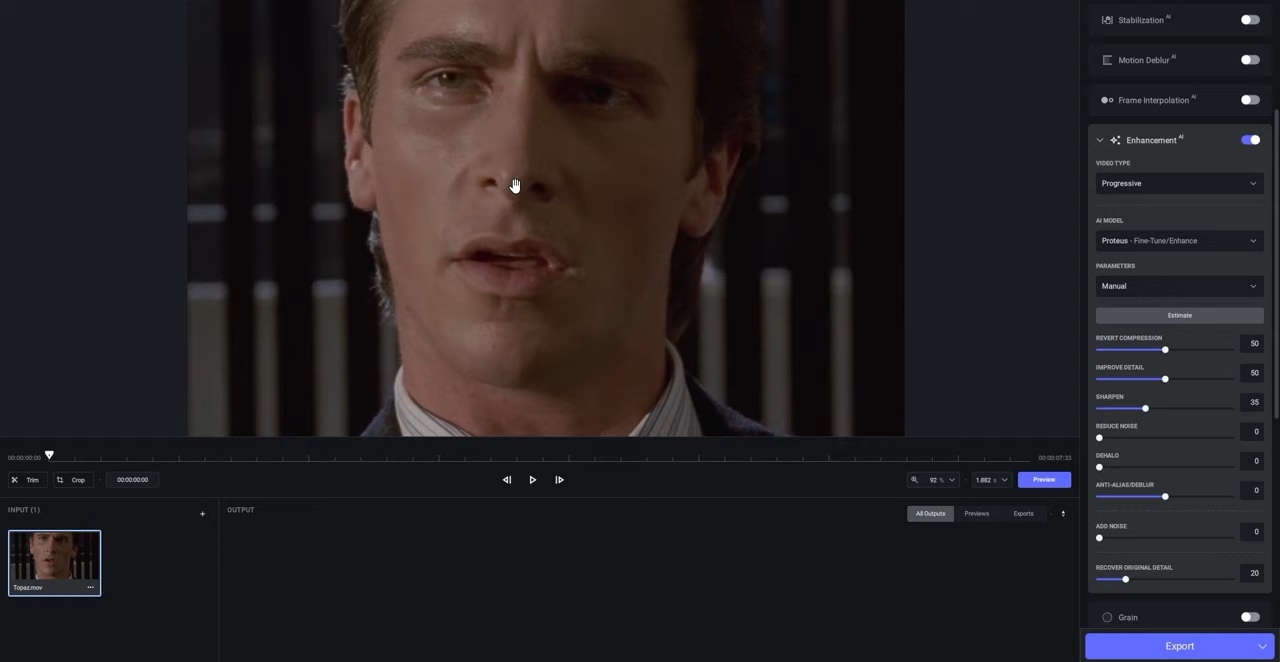 Stabilization AI
Motion Deblur AI
Frame Interpolation AI
Enhancement AI
VIDEO TYPE
Progressive
AI MODEL
Proteus - Fine-Tune/Enhance
PARAMETERS
Manual
Estimate
REVERT COMPRESSION 50
IMPROVE DETAIL 50
SHARPEN 35
REDUCE NOISE 0
DEHALO 0
ANTI-ALIAS/DEBLUR 0
ADD NOISE 0
RECOVER ORIGINAL DETAIL 20
Grain
Export
00:00:00:00 00:00:07:33
Trim Crop 00:00:00:00 92 % 1.882 s Preview
INPUT (1) + OUTPUT All Outputs Previews Exports
Topaz.mov